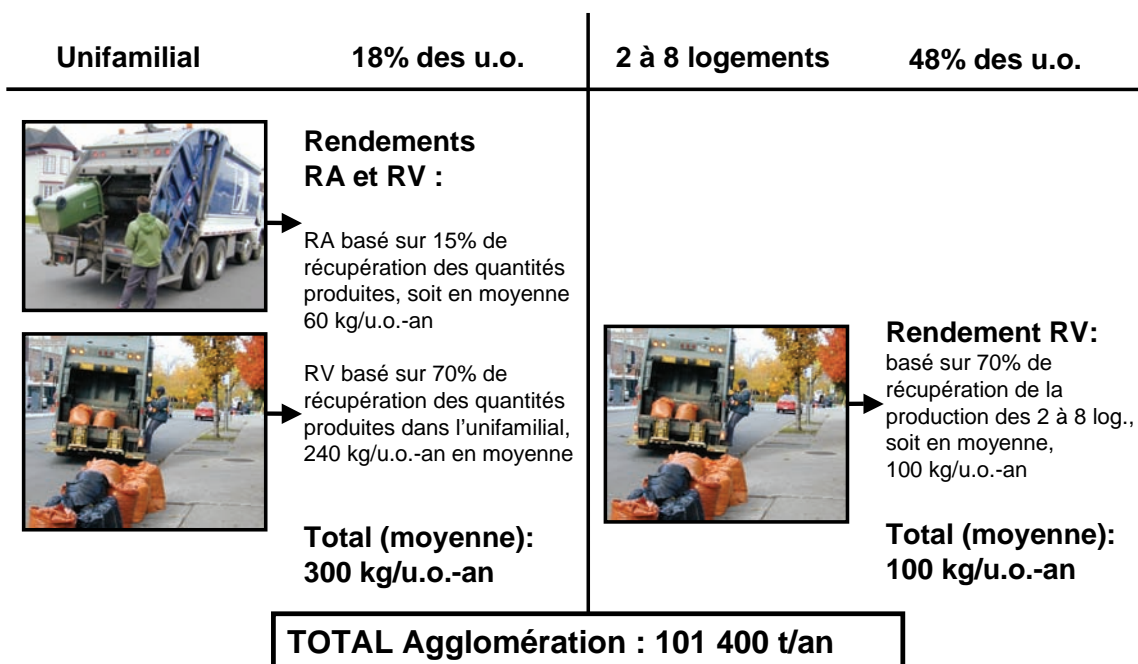 Unifamilial
18% des u.o.
2 à 8 logements
48% des u.o.
Rendements
RA et RV :
RA basé sur 15% de
récupération des quantités
produites, soit en moyenne
60 kg/u.o.-an
RV basé sur 70% de
récupération des quantités
produites dans l'unifamilial,
240 kg/u.o.-an en moyenne
Total (moyenne):
300 kg/u.o.-an
Rendement RV:
basé sur 70% de
récupération de la
production des 2 à 8 log.,
soit en moyenne,
100 kg/u.o.-an
Total (moyenne):
100 kg/u.o.-an
TOTAL Agglomération : 101 400 t/an